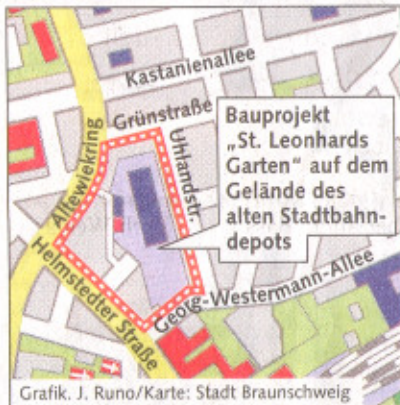 Kastanienallee
Grünstraße
Uhlandstr.
Altewiekring
Bauprojekt
„St. Leonhards
Garten“ auf dem
Gelände des
alten Stadtbahn-
depots
Helmstedter Straße
Georg-Westermann-Allee
Grafik. J. Runo/Karte: Stadt Braunschweig